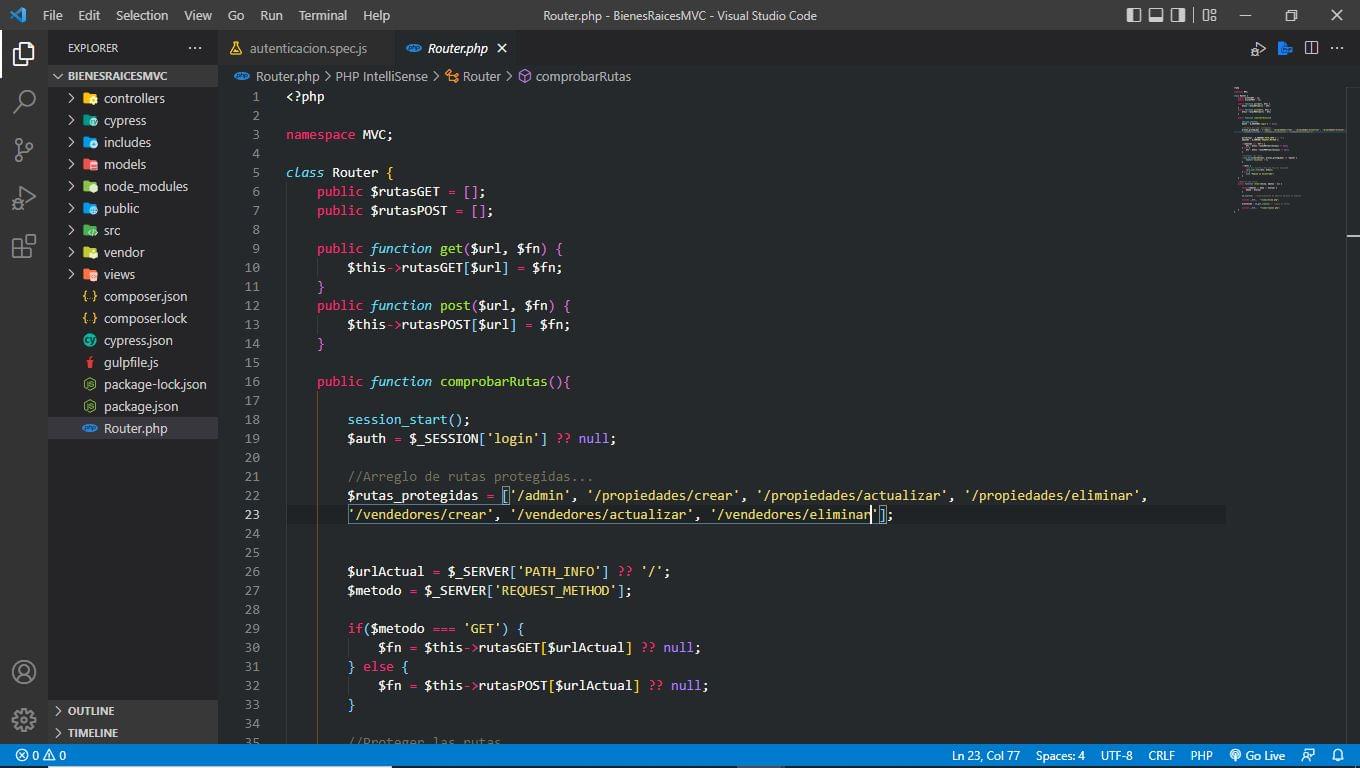 File Edit Selection View Go Run Terminal Help Router.php - BienesRaicesMVC - Visual Studio Code
EXPLORER
BIENESRAICESMVC
controllers
cypress
includes
models
node_modules
public
src
vendor
views
composer.json
composer.lock
cypress.json
gulpfile.js
package-lock.json
package.json
Router.php
OUTLINE
TIMELINE
autenticacion.spec.js Router.php
Router.php > PHP IntelliSense > Router > comprobarRutas
1 <?php
2
3 namespace MVC;
4
5 class Router {
6 public $rutasGET = [];
7 public $rutasPOST = [];
8
9 public function get($url, $fn) {
10 $this->rutasGET[$url] = $fn;
11 }
12 public function post($url, $fn) {
13 $this->rutasPOST[$url] = $fn;
14 }
15
16 public function comprobarRutas(){
17
18 session_start();
19 $auth = $_SESSION['login'] ?? null;
20
21 //Arreglo de rutas protegidas...
22 $rutas_protegidas = ['/admin', '/propiedades/crear', '/propiedades/actualizar', '/propiedades/eliminar',
23 '/vendedores/crear', '/vendedores/actualizar', '/vendedores/eliminar'];
24
25
26 $urlActual = $_SERVER['PATH_INFO'] ?? '/';
27 $metodo = $_SERVER['REQUEST_METHOD'];
28
29 if($metodo === 'GET') {
30 $fn = $this->rutasGET[$urlActual] ?? null;
31 } else {
32 $fn = $this->rutasPOST[$urlActual] ?? null;
33 }
34
35 //Proteger las rutas
0 0 Ln 23, Col 77 Spaces: 4 UTF-8 CRLF PHP Go Live